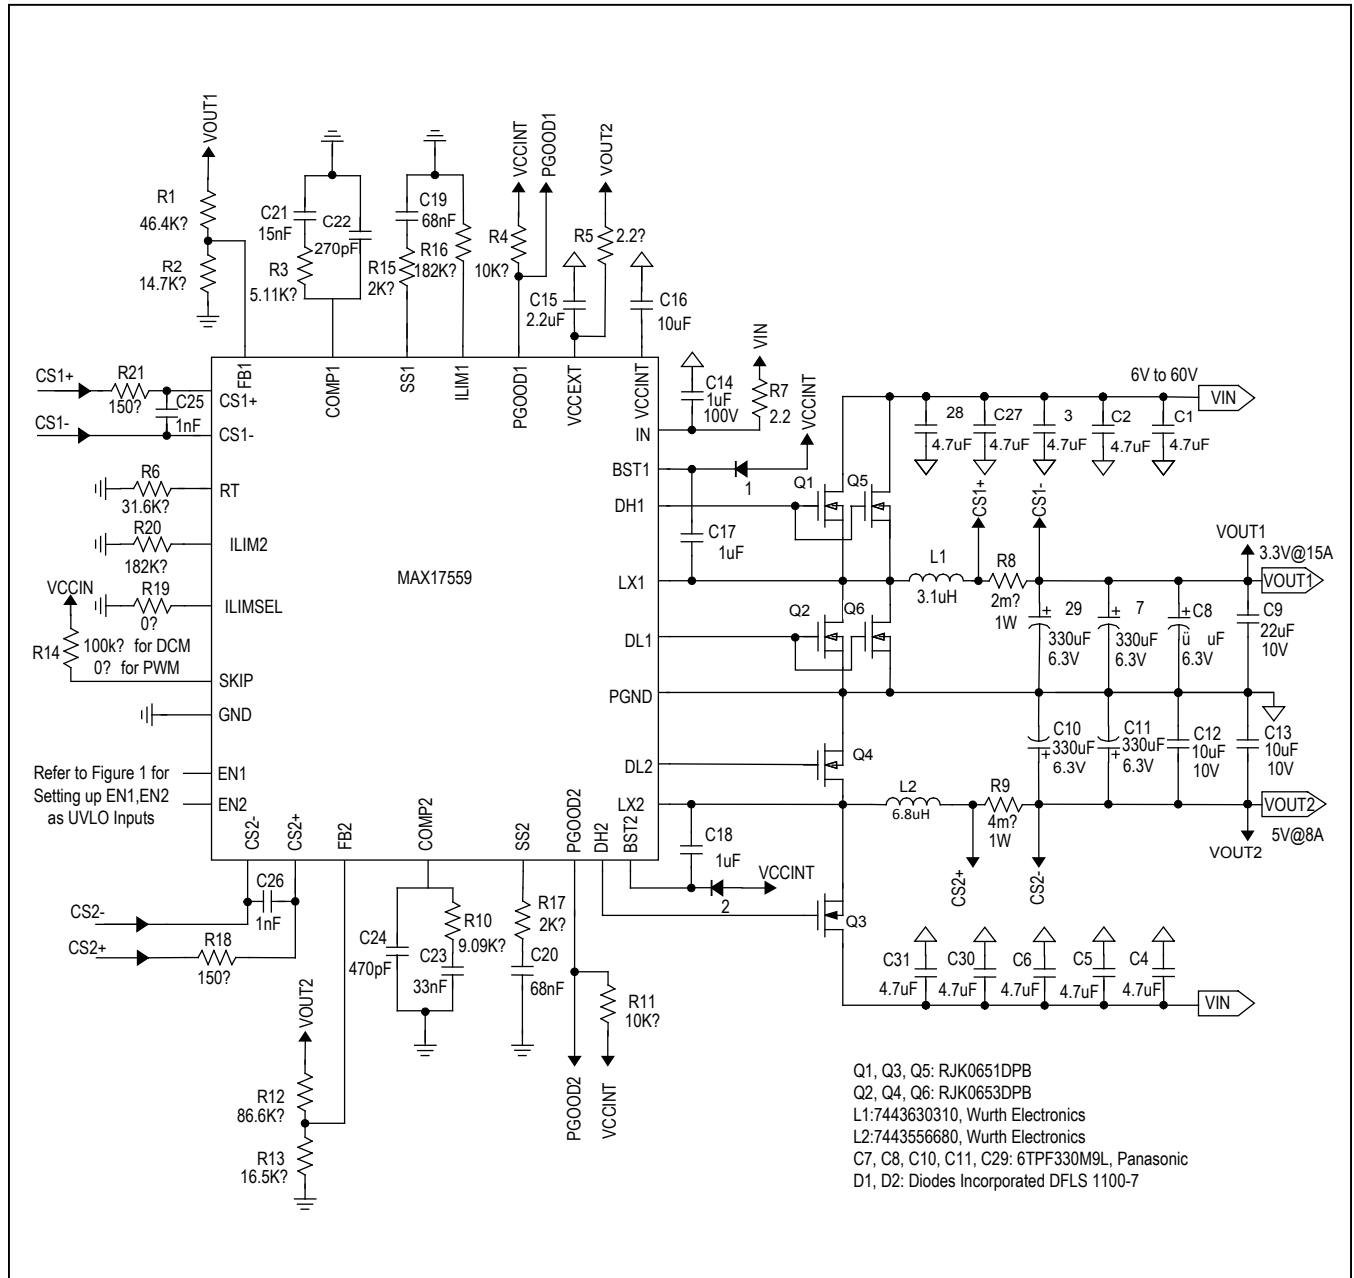 VOUT1
R1
46.4K?
R2
14.7K?
C21
15nF
C22
270pF
R3
5.11K?
C19
68nF
R15
2K?
R16
182K?
VCCINT
PGOOD1
R4
10K?
VOUT2
R5
2.2?
C15
2.2uF
C16
10uF
FB1
COMP1
SS1
ILIM1
PGOOD1
VCCEXT
VCCINT
CS1+
R21
150?
C25
1nF
CS1-
CS1+
CS1-
R6
31.6K?
RT
R20
182K?
ILIM2
VCCIN
R19
0?
ILIMSEL
R14
100k? for DCM
0? for PWM
SKIP
GND
Refer to Figure 1 for
Setting up EN1,EN2
as UVLO Inputs
EN1
EN2
MAX17559
IN
BST1
DH1
LX1
DL1
PGND
DL2
LX2
C14
1uF
100V
VIN
R7
2.2
VCCINT
1
C17
1uF
Q1
Q5
Q2
Q6
Q4
Q3
6V to 60V
VIN
28
4.7uF
C27
4.7uF
3
4.7uF
C2
4.7uF
C1
4.7uF
CS1+
CS1-
L1
3.1uH
R8
2m?
1W
VOUT1
3.3V@15A
VOUT1
29
330uF
6.3V
7
330uF
6.3V
C8
ü uF
6.3V
C9
22uF
10V
C10
330uF
6.3V
C11
330uF
6.3V
C12
10uF
10V
C13
10uF
10V
L2
6.8uH
R9
4m?
1W
VOUT2
5V@8A
VOUT2
CS2+
CS2-
C18
1uF
2
VCCINT
CS2-
CS2+
FB2
COMP2
SS2
PGOOD2
DH2
BST2
CS2-
C26
1nF
CS2+
R18
150?
VOUT2
R12
86.6K?
R13
16.5K?
C24
470pF
R10
9.09K?
C23
33nF
R17
2K?
C20
68nF
R11
10K?
PGOOD2
VCCINT
C31
4.7uF
C30
4.7uF
C6
4.7uF
C5
4.7uF
C4
4.7uF
VIN
Q1, Q3, Q5: RJK0651DPB
Q2, Q4, Q6: RJK0653DPB
L1:7443630310, Wurth Electronics
L2:7443556680, Wurth Electronics
C7, C8, C10, C11, C29: 6TPF330M9L, Panasonic
D1, D2: Diodes Incorporated DFLS 1100-7